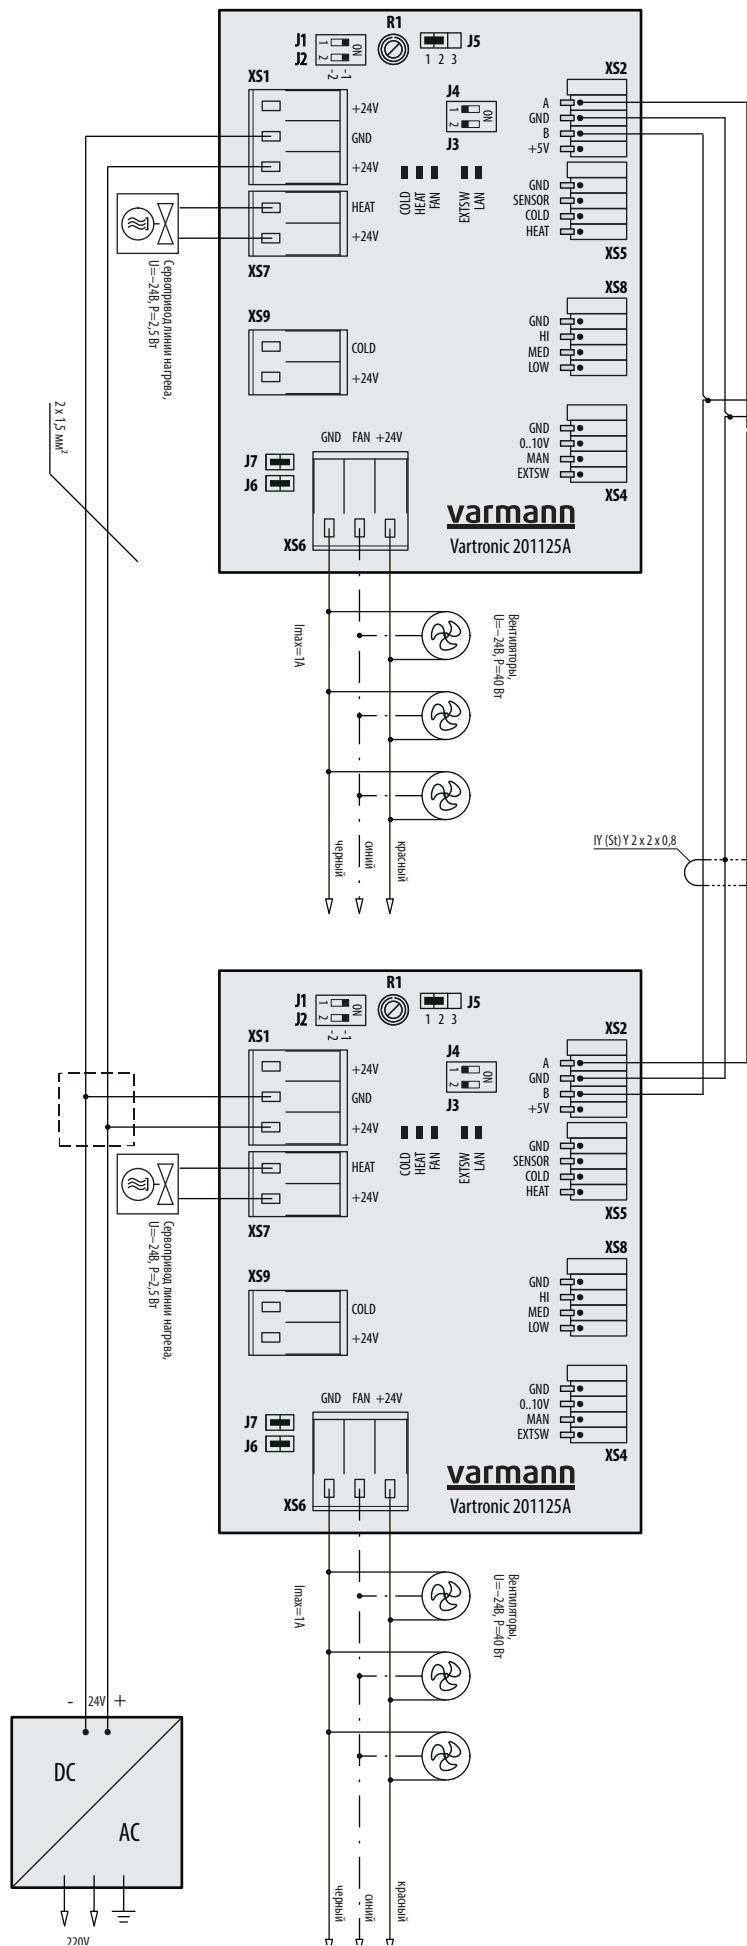 R1
J1
J2
1
2
ON
-1
-2
J5
1 2 3
XS1
+24V
GND
+24V
J4
1
2
ON
J3
XS2
A
GND
B
+5V
COLD
HEAT
FAN
EXTSW
LAN
GND
SENSOR
COLD
HEAT
XS5
HEAT
+24V
XS7
Сервопривод линии нагрева,
U=~24В, P=2,5 Вт
XS8
GND
HI
MED
LOW
XS9
COLD
+24V
2 x 1,5 мм²
GND
0..10V
MAN
EXTSW
XS4
GND FAN +24V
J7
J6
XS6
varmann
Vartronic 201125A
Imax=1A
Вентиляторы,
U=~24В, P=40 Вт
черный
синий
красный
IY (St) Y 2 x 2 x 0,8
R1
J1
J2
1
2
ON
-1
-2
J5
1 2 3
XS1
+24V
GND
+24V
J4
1
2
ON
J3
XS2
A
GND
B
+5V
COLD
HEAT
FAN
EXTSW
LAN
GND
SENSOR
COLD
HEAT
XS5
HEAT
+24V
XS7
Сервопривод линии нагрева,
U=~24В, P=2,5 Вт
XS8
GND
HI
MED
LOW
XS9
COLD
+24V
GND
0..10V
MAN
EXTSW
XS4
GND FAN +24V
J7
J6
XS6
varmann
Vartronic 201125A
Imax=1A
Вентиляторы,
U=~24В, P=40 Вт
черный
синий
красный
- 24V +
DC
AC
220V